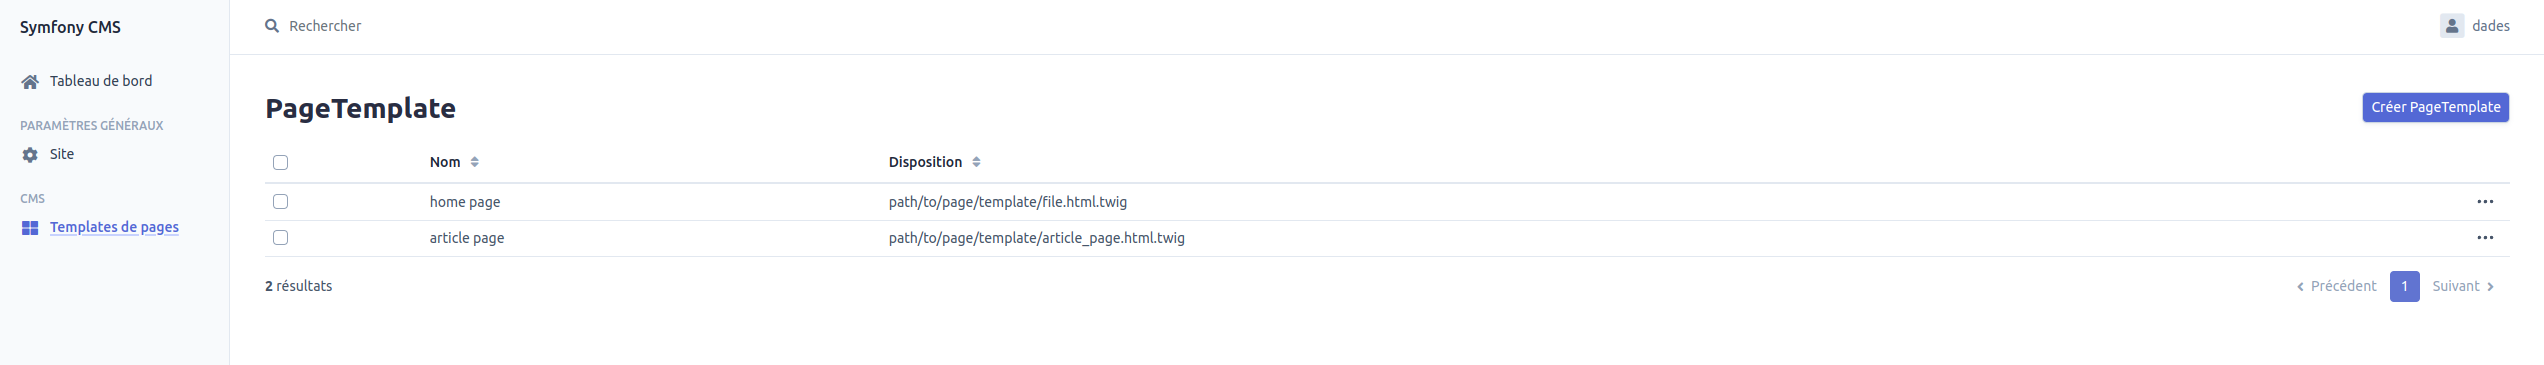 Symfony CMS
Rechercher
dades
Tableau de bord
PARAMÈTRES GÉNÉRAUX
Site
CMS
Templates de pages
PageTemplate
Créer PageTemplate
Nom Disposition
home page path/to/page/template/file.html.twig
article page path/to/page/template/article_page.html.twig
2 résultats
Précédent 1 Suivant